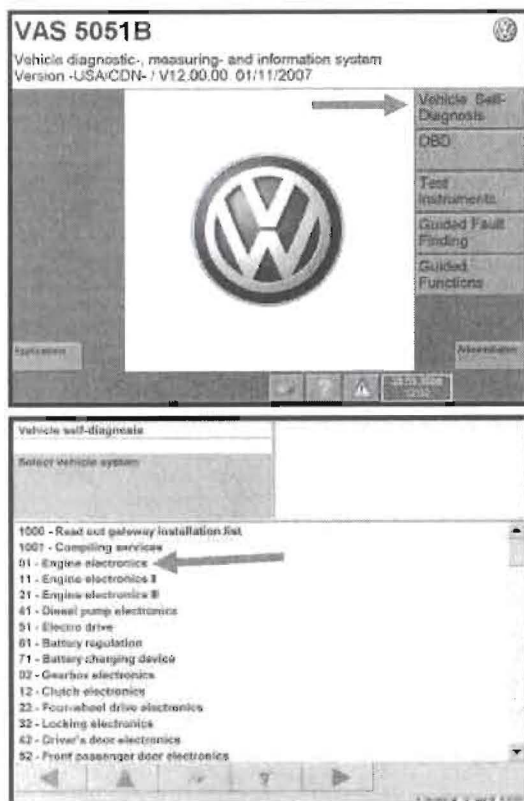 VAS 5051B
Vehicle diagnostic-, measuring- and information system
Version -USA/CDN- / V12.00.00 01/11/2007
Vehicle Self-
Diagnosis
OBD
Test
Instruments
Guided Fault
Finding
Guided
Functions
Administration
?
Vehicle self-diagnosis
Select vehicle system
1000 - Read out gateway installation list
1001 - Compiling services
01 - Engine electronics
11 - Engine electronics II
21 - Engine electronics III
41 - Diesel pump electronics
51 - Electro drive
61 - Battery regulation
71 - Battery charging device
02 - Gearbox electronics
12 - Clutch electronics
22 - Four-wheel drive electronics
32 - Locking electronics
42 - Driver's door electronics
52 - Front passenger door electronics
?